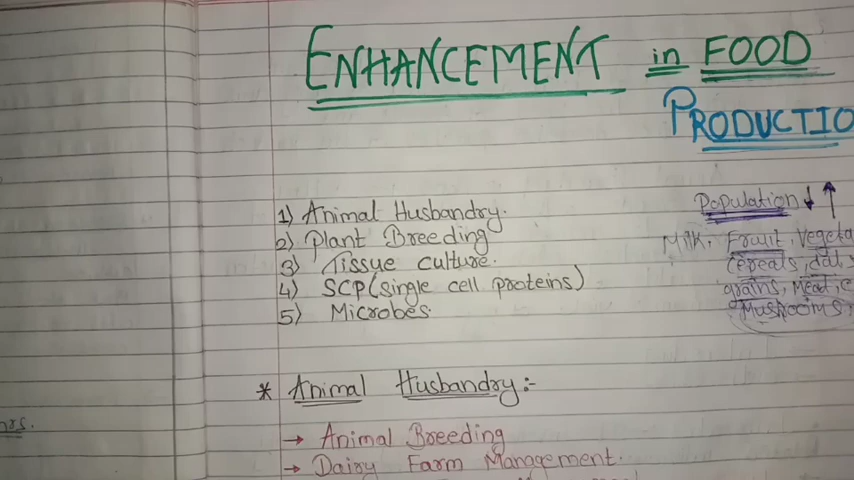 ENHANCEMENT in FOOD
PRODUCTIO
1) Animal Husbandry.
2) Plant Breeding
3) Tissue culture.
4) SCP (single cell proteins)
5) Microbes.
Population ↓ ↑
Milk, Fruit, Vegeta
cereals, dal,
grains, Meat, e
Mushrooms,
* Animal Husbandry :-
→ Animal Breeding
→ Dairy Farm Management.
hrs.